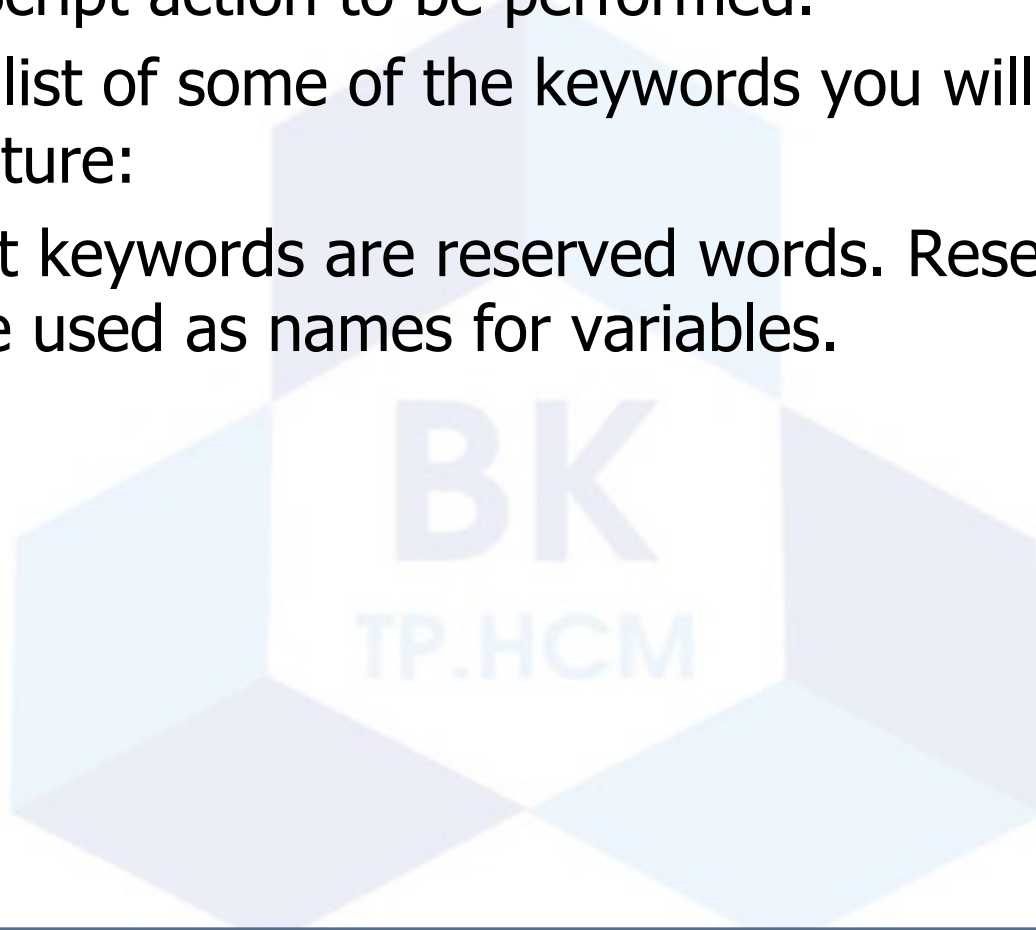 script action to be performed.
list of some of the keywords you will
ture:
t keywords are reserved words. Rese
e used as names for variables.
BK
TP.HCM